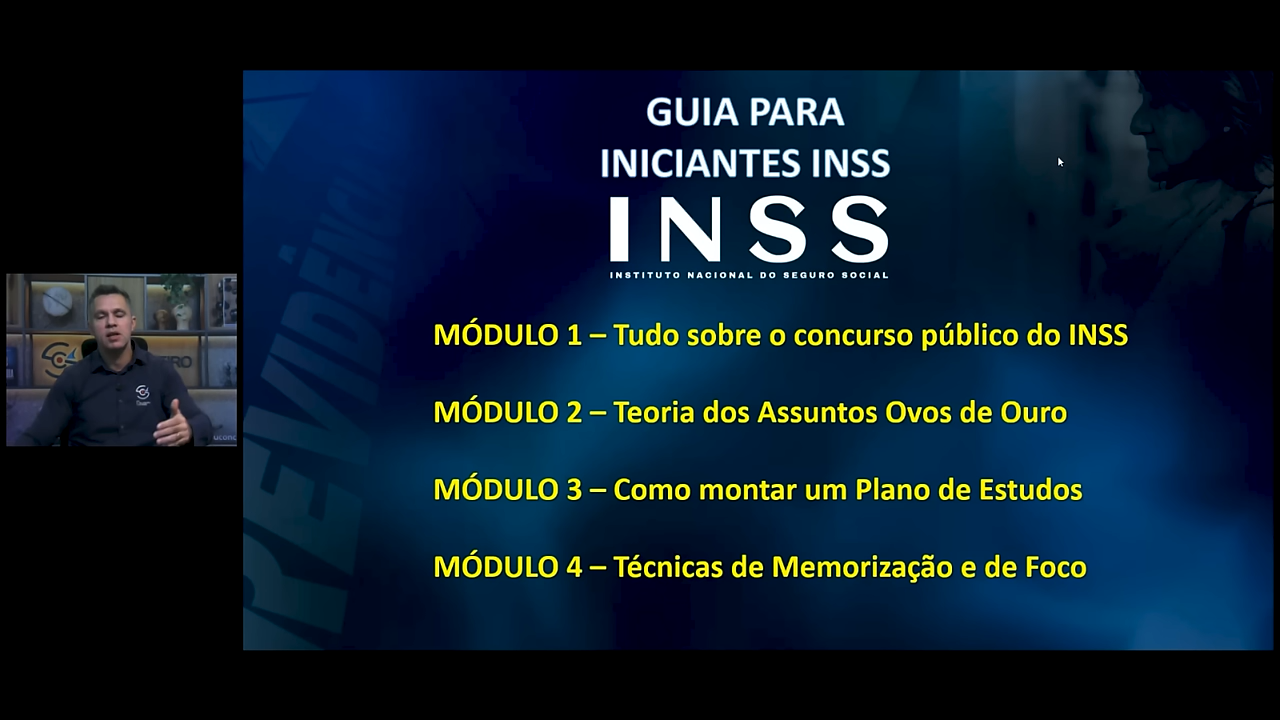 GUIA PARA
INICIANTES INSS
INSS
INSTITUTO NACIONAL DO SEGURO SOCIAL
MÓDULO 1 – Tudo sobre o concurso público do INSS
MÓDULO 2 – Teoria dos Assuntos Ovos de Ouro
MÓDULO 3 – Como montar um Plano de Estudos
MÓDULO 4 – Técnicas de Memorização e de Foco